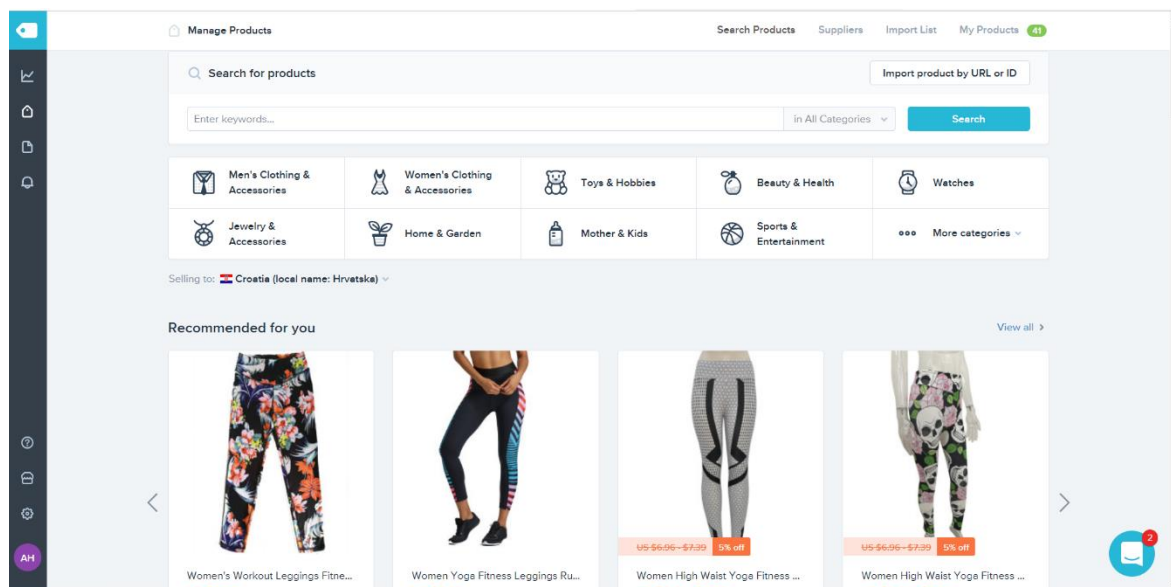 Manage Products
Search Products Suppliers Import List My Products 41
Search for products
Import product by URL or ID
Enter keywords...
in All Categories
Search
Men's Clothing &
Accessories
Women's Clothing
& Accessories
Toys & Hobbies
Beauty & Health
Watches
Jewelry &
Accessories
Home & Garden
Mother & Kids
Sports &
Entertainment
More categories
Selling to: Croatia (local name: Hrvatska)
Recommended for you
View all
US $6.96 - $7.39 5% off
US $6.96 - $7.39 5% off
Women's Workout Leggings Fitne...
Women Yoga Fitness Leggings Ru...
Women High Waist Yoga Fitness ...
Women High Waist Yoga Fitness ...
AH
2